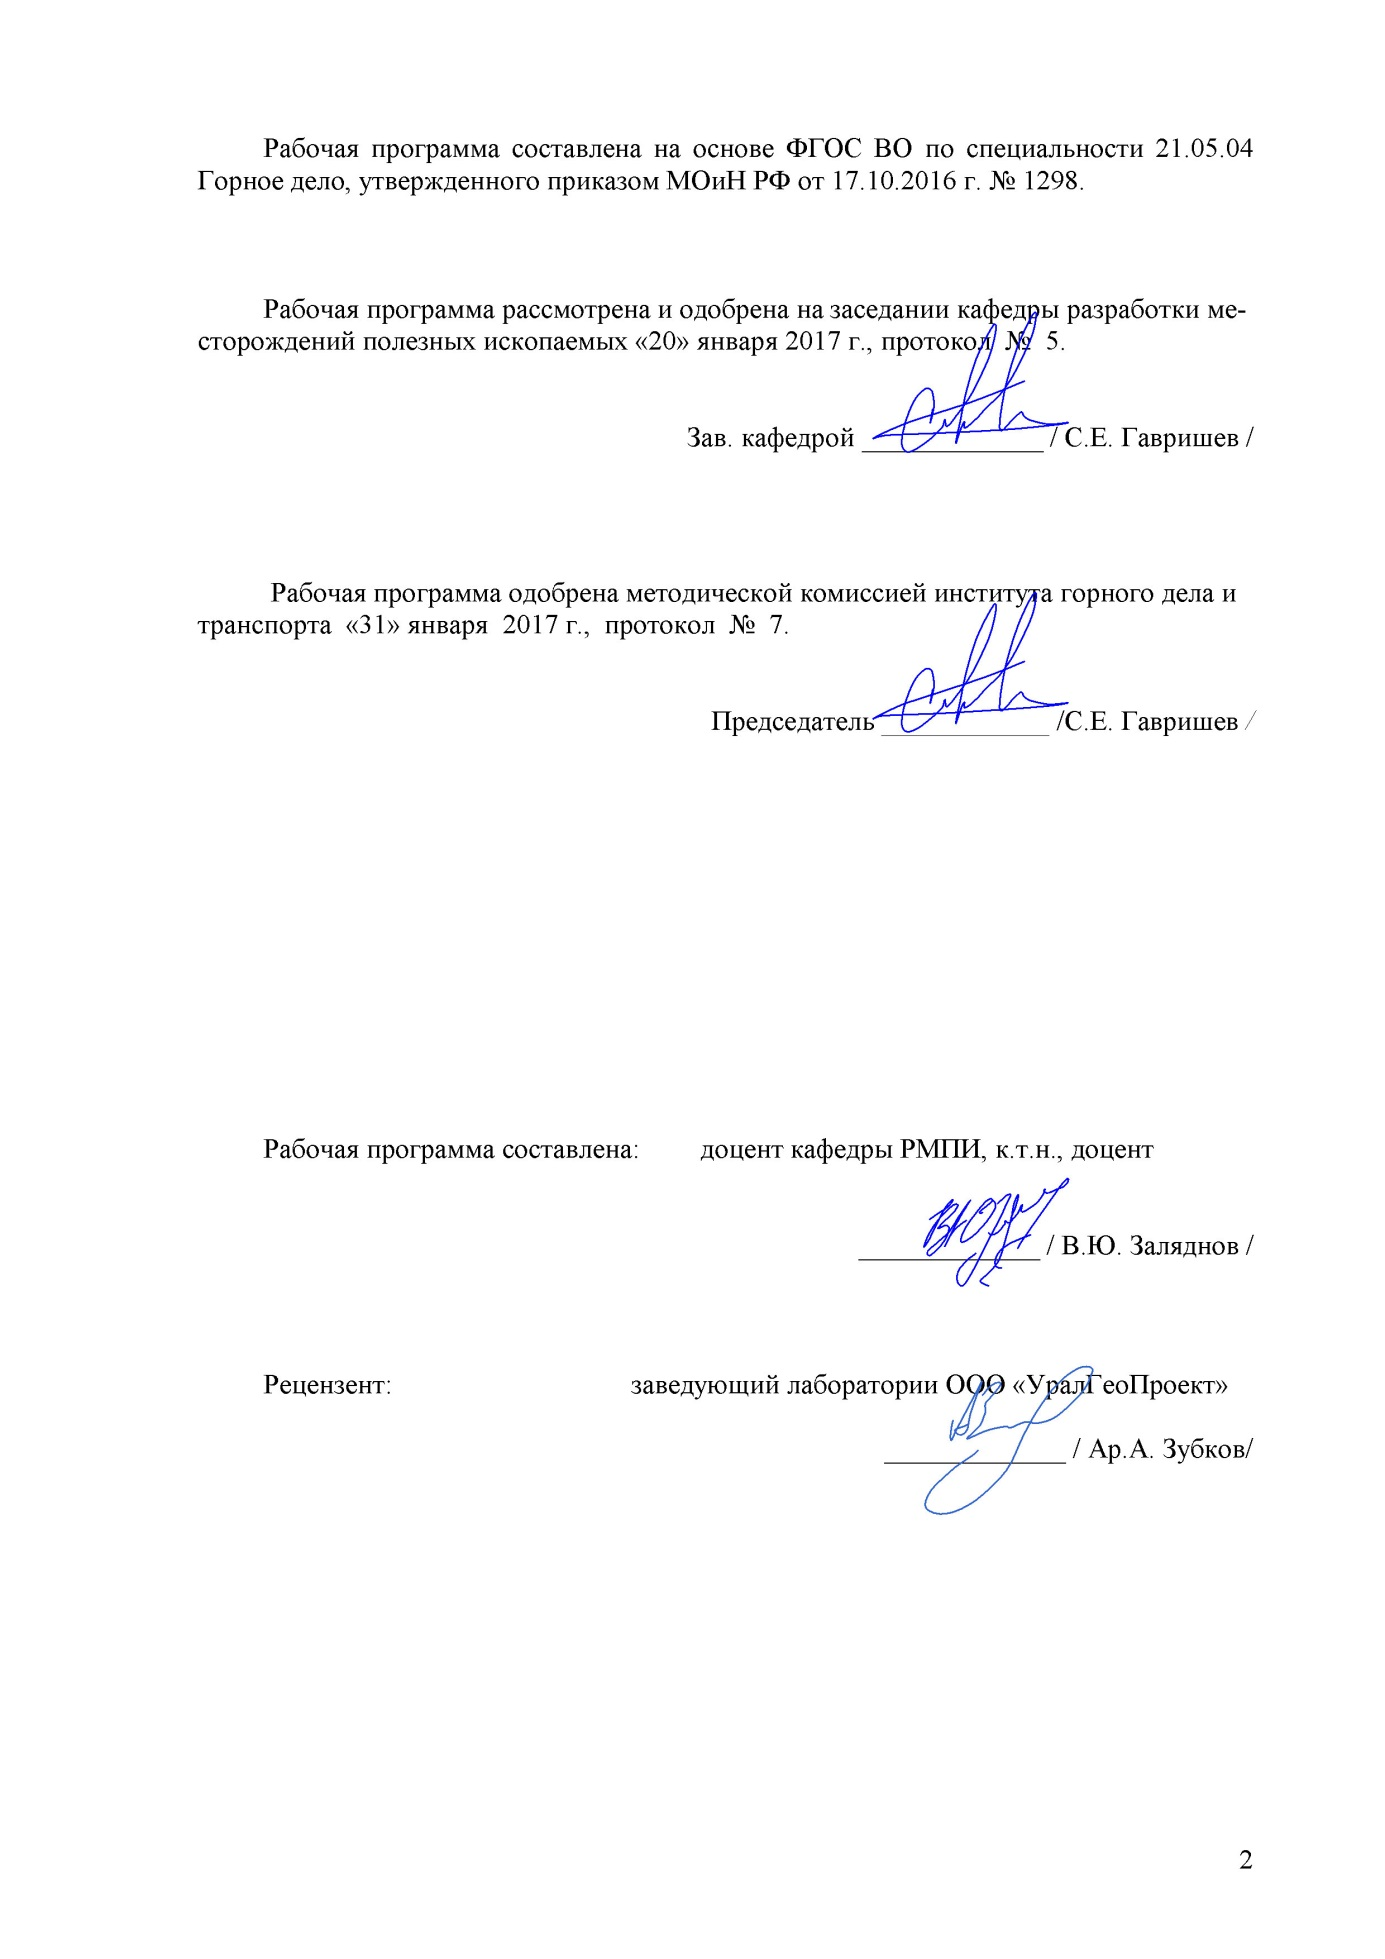 Рабочая программа составлена на основе ФГОС ВО по специальности 21.05.04
Горное дело, утвержденного приказом МОиН РФ от 17.10.2016 г. № 1298.
Рабочая программа рассмотрена и одобрена на заседании кафедры разработки ме-
сторождений полезных ископаемых «20» января 2017 г., протокол № 5.
Зав. кафедрой _____________ / С.Е. Гавришев /
Рабочая программа одобрена методической комиссией института горного дела и
транспорта «31» января 2017 г., протокол № 7.
Председатель ____________ /С.Е. Гавришев /
Рабочая программа составлена: доцент кафедры РМПИ, к.т.н., доцент
_____________ / В.Ю. Заляднов /
Рецензент: заведующий лаборатории ООО «УралГеоПроект»
_____________ / Ар.А. Зубков/
2